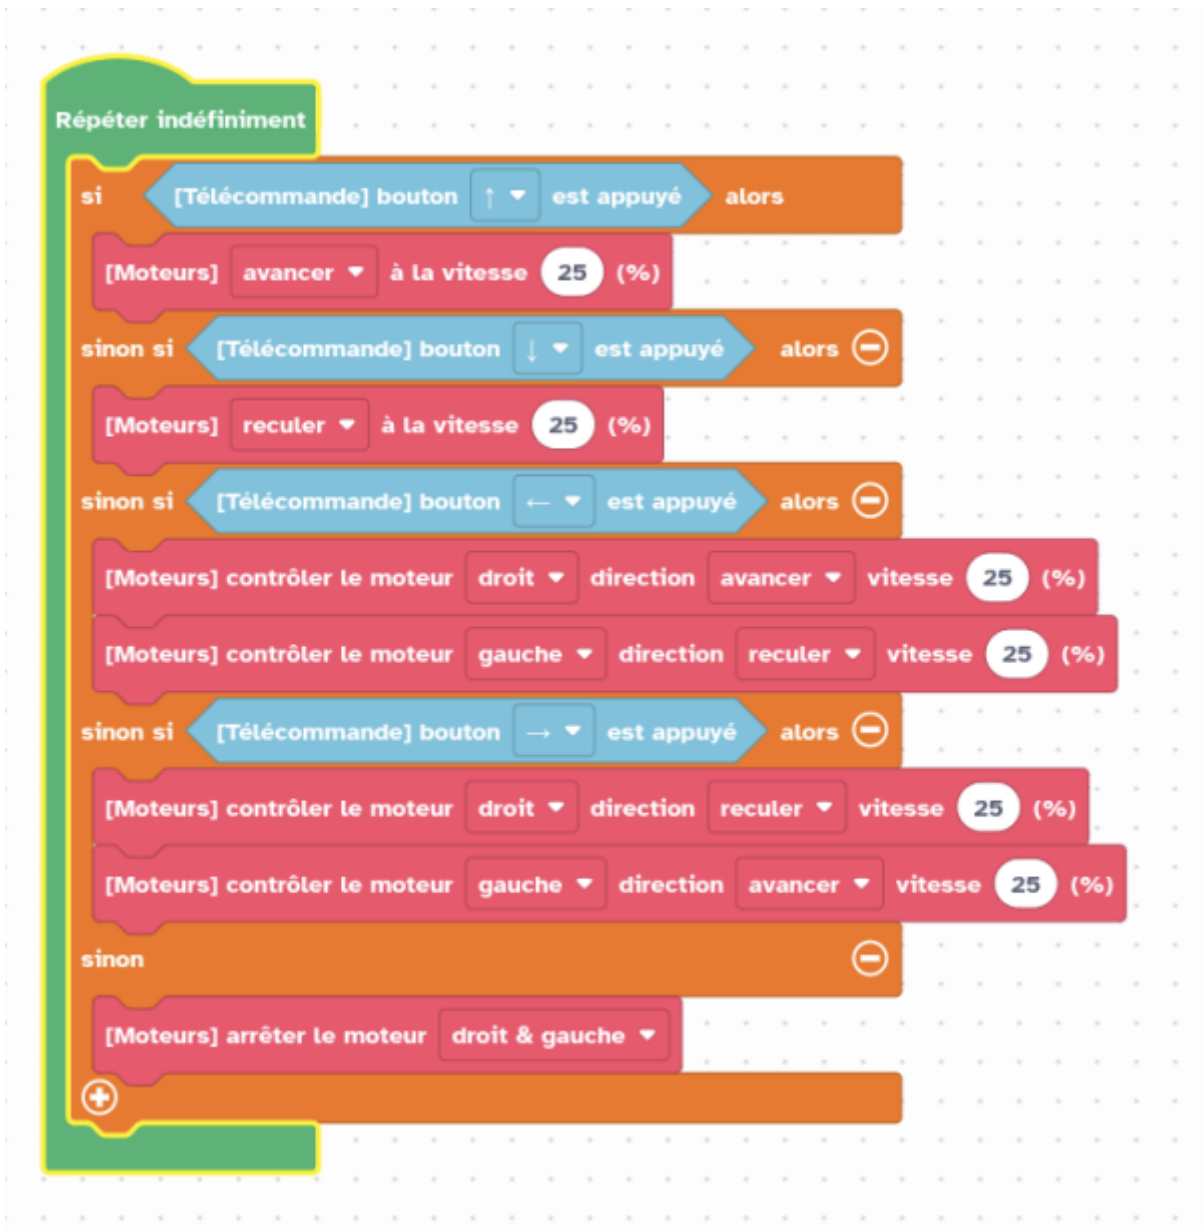 Répéter indéfiniment
si [Télécommande] bouton ↑ est appuyé alors
[Moteurs] avancer à la vitesse 25 (%)
sinon si [Télécommande] bouton ↓ est appuyé alors
[Moteurs] reculer à la vitesse 25 (%)
sinon si [Télécommande] bouton ← est appuyé alors
[Moteurs] contrôler le moteur droit direction avancer vitesse 25 (%)
[Moteurs] contrôler le moteur gauche direction reculer vitesse 25 (%)
sinon si [Télécommande] bouton → est appuyé alors
[Moteurs] contrôler le moteur droit direction reculer vitesse 25 (%)
[Moteurs] contrôler le moteur gauche direction avancer vitesse 25 (%)
sinon
[Moteurs] arrêter le moteur droit & gauche